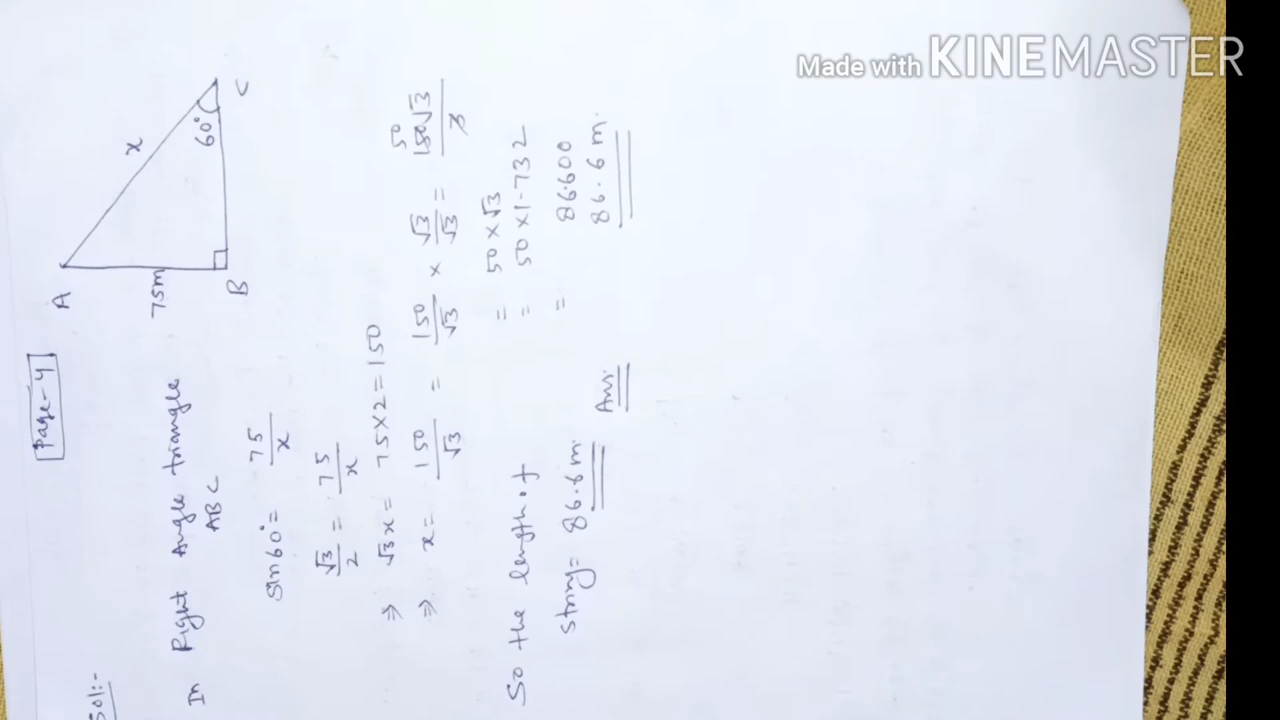 Page-4
Sol:-
In Right Angle triangle
ABC
A
x
75m
60°
B
C
Sin60° = 75/x
√3/2 = 75/x
⇒ √3x = 75×2 = 150
⇒ x = 150/√3 = 150/√3 × √3/√3 = 150√3/3
50
= 50×√3
= 50×1.732
= 86.600
86.6 m.
So the length of
string = 86.6 m. Ans.
Made with KINEMASTER